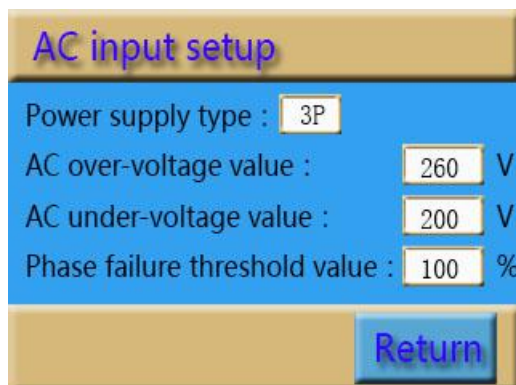 AC input setup
Power supply type : 3P
AC over-voltage value : 260 V
AC under-voltage value : 200 V
Phase failure threshold value : 100 %
Return